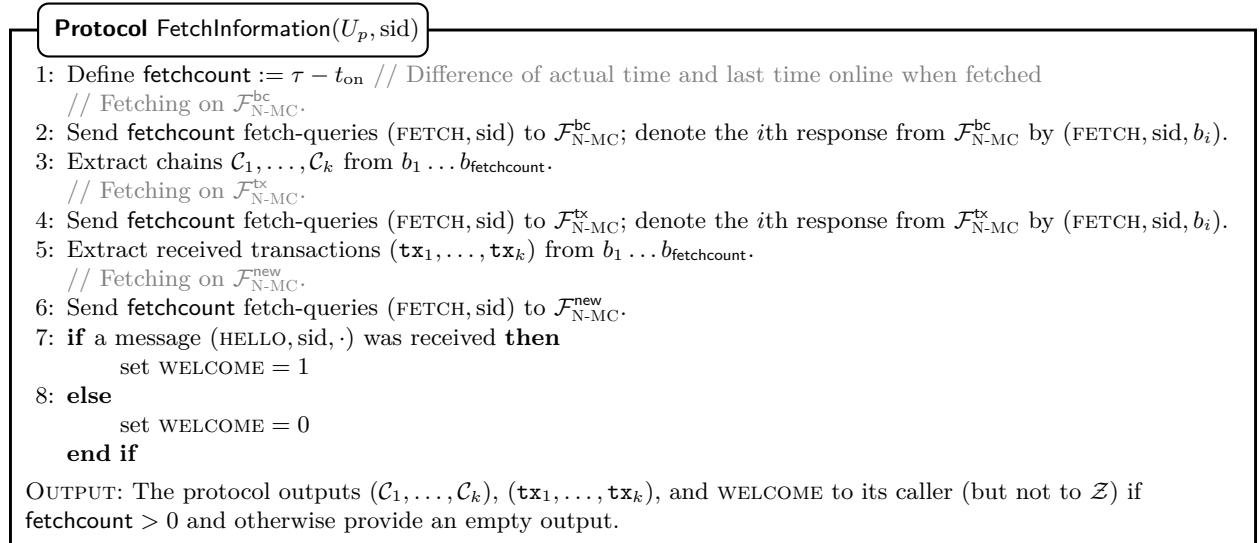 Protocol FetchInformation(U_p, sid)
1: Define fetchcount := τ − t_on // Difference of actual time and last time online when fetched
// Fetching on F^bc_N-MC.
2: Send fetchcount fetch-queries (FETCH, sid) to F^bc_N-MC; denote the ith response from F^bc_N-MC by (FETCH, sid, b_i).
3: Extract chains C_1, . . . , C_k from b_1 . . . b_fetchcount.
// Fetching on F^tx_N-MC.
4: Send fetchcount fetch-queries (FETCH, sid) to F^tx_N-MC; denote the ith response from F^tx_N-MC by (FETCH, sid, b_i).
5: Extract received transactions (tx_1, . . . , tx_k) from b_1 . . . b_fetchcount.
// Fetching on F^new_N-MC.
6: Send fetchcount fetch-queries (FETCH, sid) to F^new_N-MC.
7: if a message (HELLO, sid, ·) was received then
set WELCOME = 1
8: else
set WELCOME = 0
end if
OUTPUT: The protocol outputs (C_1, . . . , C_k), (tx_1, . . . , tx_k), and WELCOME to its caller (but not to Z) if
fetchcount > 0 and otherwise provide an empty output.